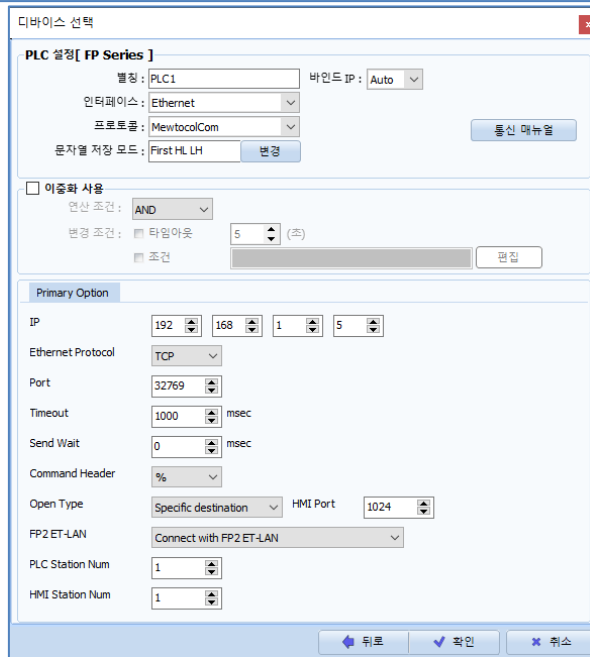 디바이스 선택
PLC 설정[ FP Series ]
별칭 : PLC1 바인드 IP : Auto
인터페이스 : Ethernet
프로토콜 : MewtocolCom 통신 매뉴얼
문자열 저장 모드 : First HL LH 변경
이중화 사용
연산 조건 : AND
변경 조건 : 타임아웃 5 (초)
조건 편집
Primary Option
IP 192 168 1 5
Ethernet Protocol TCP
Port 32769
Timeout 1000 msec
Send Wait 0 msec
Command Header %
Open Type Specific destination HMI Port 1024
FP2 ET-LAN Connect with FP2 ET-LAN
PLC Station Num 1
HMI Station Num 1
뒤로 확인 취소